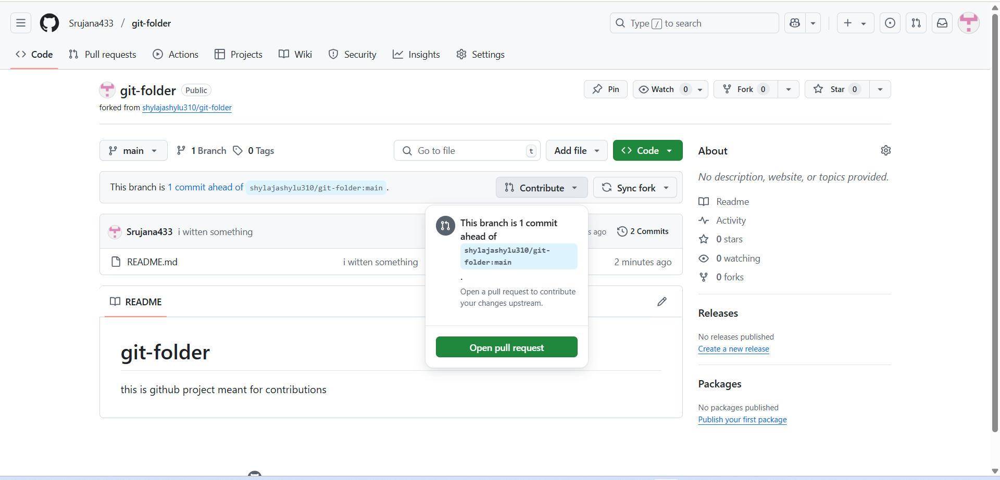 Srujana433 / git-folder
Type / to search
Code
Pull requests
Actions
Projects
Wiki
Security
Insights
Settings
git-folder Public
forked from shylajashylu310/git-folder
Pin
Watch 0
Fork 0
Star 0
main
1 Branch
0 Tags
Go to file t
Add file
Code
This branch is 1 commit ahead of shylajashylu310/git-folder:main .
Contribute
Sync fork
This branch is 1 commit
ahead of
shylajashylu310/git-
folder:main
.
Open a pull request to contribute
your changes upstream.
Open pull request
Srujana433 i witten something
s ago
2 Commits
README.md
i witten something
2 minutes ago
README
git-folder
this is github project meant for contributions
About
No description, website, or topics provided.
Readme
Activity
0 stars
0 watching
0 forks
Releases
No releases published
Create a new release
Packages
No packages published
Publish your first package